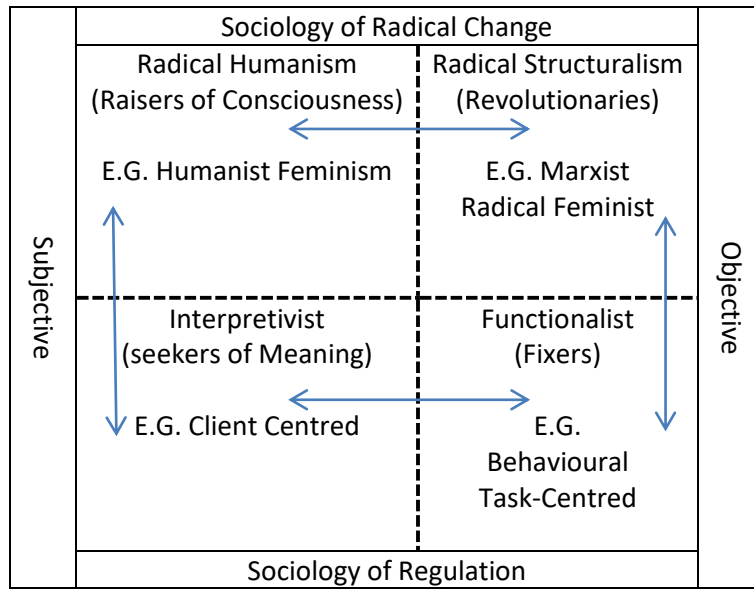 Sociology of Radical Change
Radical Humanism
(Raisers of Consciousness)
E.G. Humanist Feminism
Radical Structuralism
(Revolutionaries)
E.G. Marxist
Radical Feminist
Subjective
Objective
Interpretivist
(seekers of Meaning)
E.G. Client Centred
Functionalist
(Fixers)
E.G.
Behavioural
Task-Centred
Sociology of Regulation